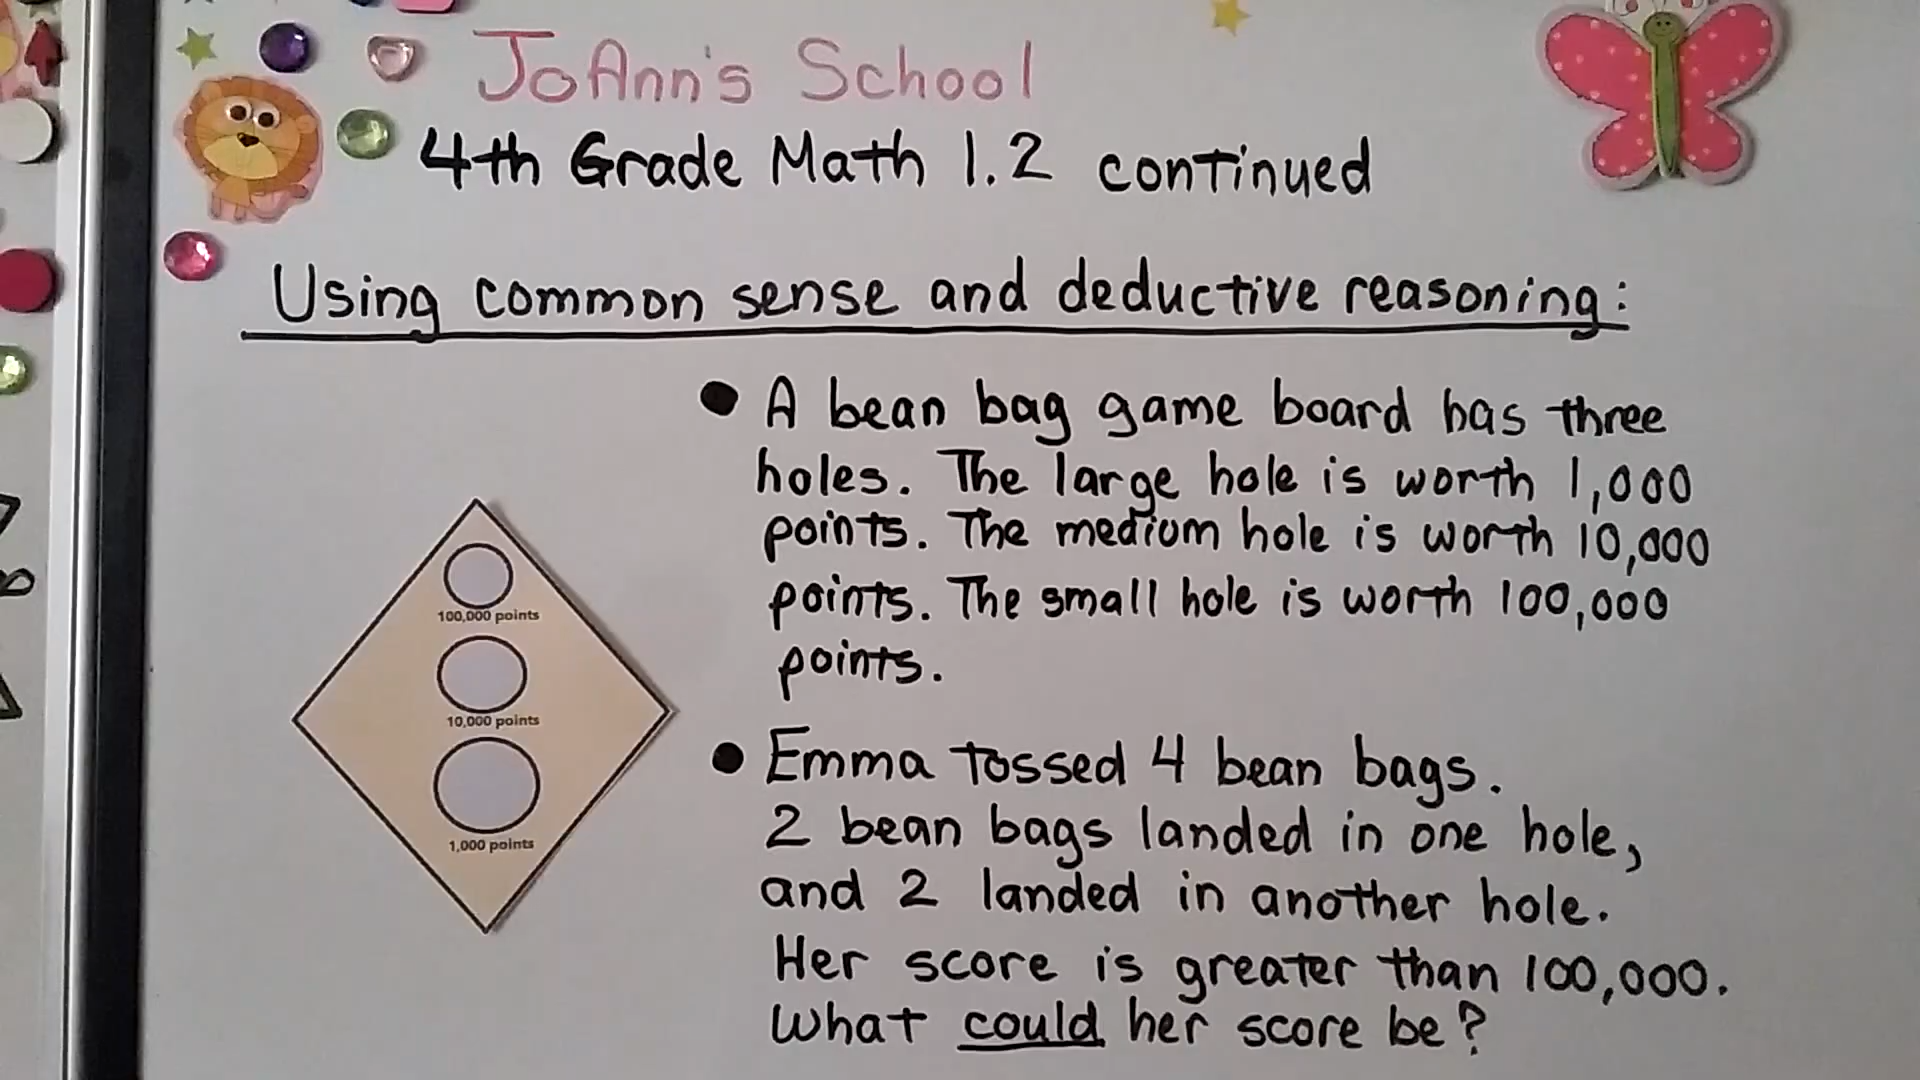 JoAnn's School
4th Grade Math 1.2 continued
Using common sense and deductive reasoning:
• A bean bag game board has three
holes. The large hole is worth 1,000
points. The medium hole is worth 10,000
points. The small hole is worth 100,000
points.
100,000 points
10,000 points
1,000 points
• Emma tossed 4 bean bags.
2 bean bags landed in one hole,
and 2 landed in another hole.
Her score is greater than 100,000.
What could her score be?